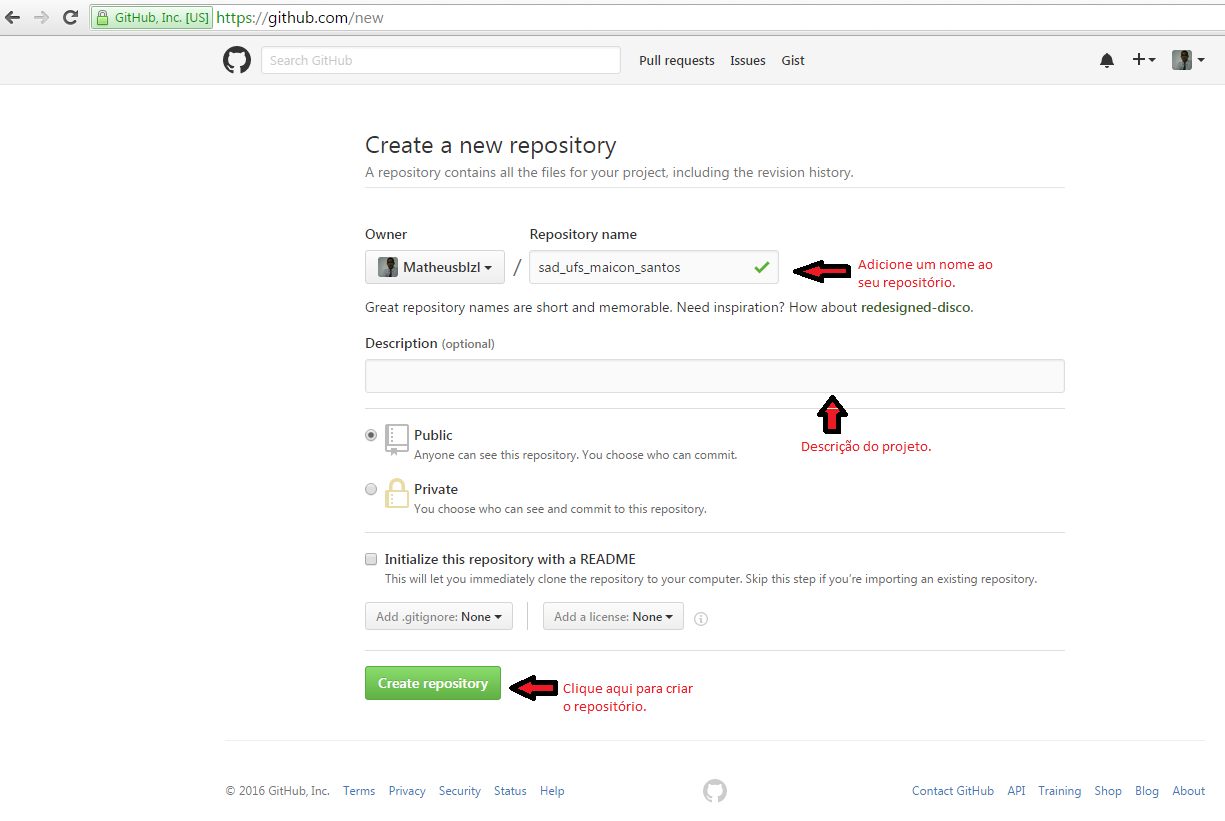 GitHub, Inc. [US] https://github.com/new
Search GitHub
Pull requests Issues Gist
Create a new repository
A repository contains all the files for your project, including the revision history.
Owner Repository name
Matheusblzl / sad_ufs_maicon_santos
Adicione um nome ao
seu repositório.
Great repository names are short and memorable. Need inspiration? How about redesigned-disco.
Description (optional)
Descrição do projeto.
Public
Anyone can see this repository. You choose who can commit.
Private
You choose who can see and commit to this repository.
Initialize this repository with a README
This will let you immediately clone the repository to your computer. Skip this step if you're importing an existing repository.
Add .gitignore: None Add a license: None
Create repository
Clique aqui para criar
o repositório.
© 2016 GitHub, Inc. Terms Privacy Security Status Help Contact GitHub API Training Shop Blog About